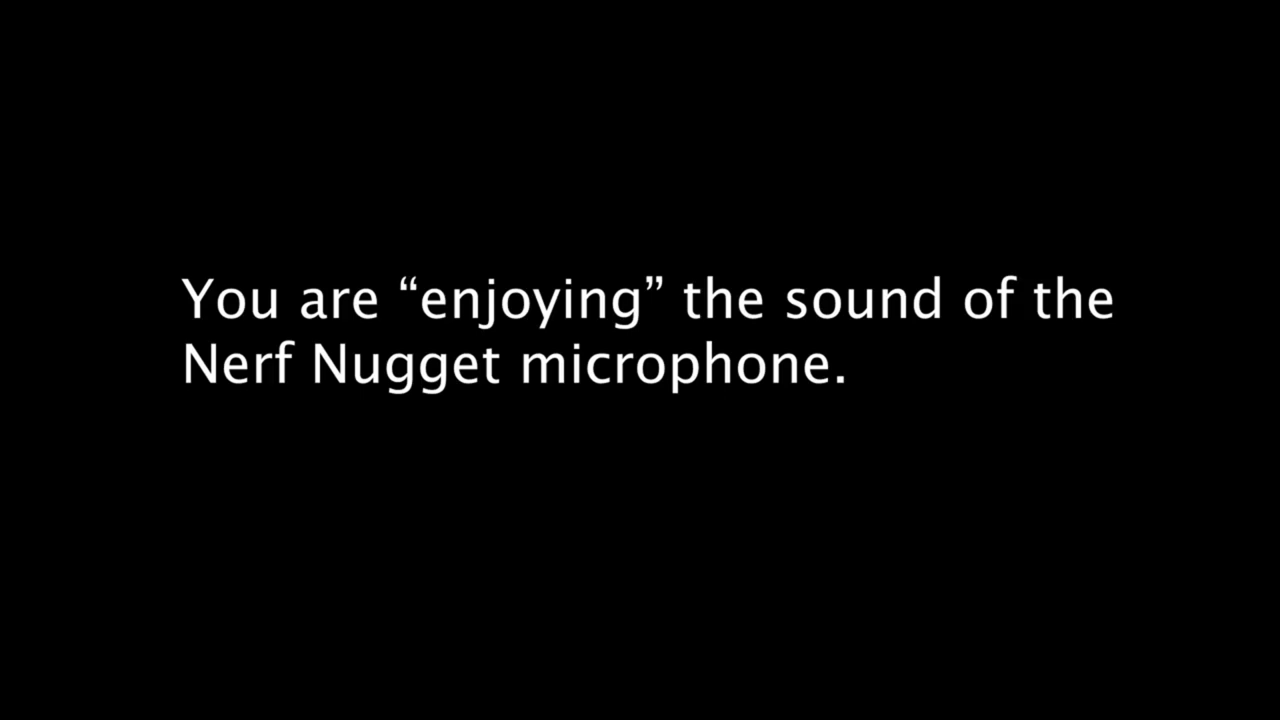 You are “enjoying” the sound of the
Nerf Nugget microphone.